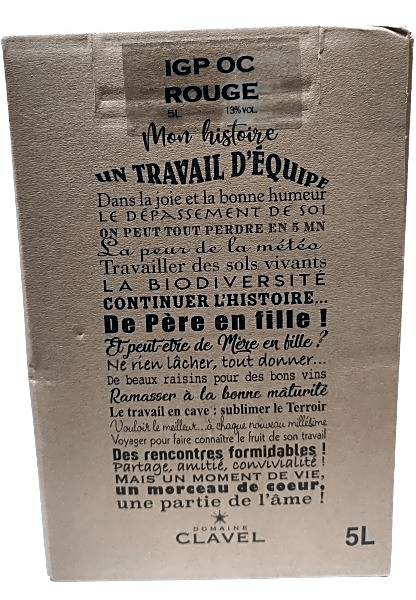 IGP OC
ROUGE
5L 13%VOL.
Mon histoire
UN TRAVAIL D'ÉQUIPE
Dans la joie et la bonne humeur
LE DÉPASSEMENT DE SOI
ON PEUT TOUT PERDRE EN 5 MN
La peur de la météo
Travailler des sols vivants
LA BIODIVERSITÉ
CONTINUER L'HISTOIRE...
De Père en fille !
Et peut-être de Mère en fille ?
Ne rien lâcher, tout donner...
De beaux raisins pour des bons vins
Ramasser à la bonne maturité
Le travail en cave : sublimer le Terroir
Vouloir le meilleur...à chaque nouveau millésime
Voyager pour faire connaître le fruit de son travail
Des rencontres formidables !
Partage, amitié, convivialité !
MAIS UN MOMENT DE VIE,
un morceau de coeur,
une partie de l'âme !
DOMAINE
CLAVEL
5L